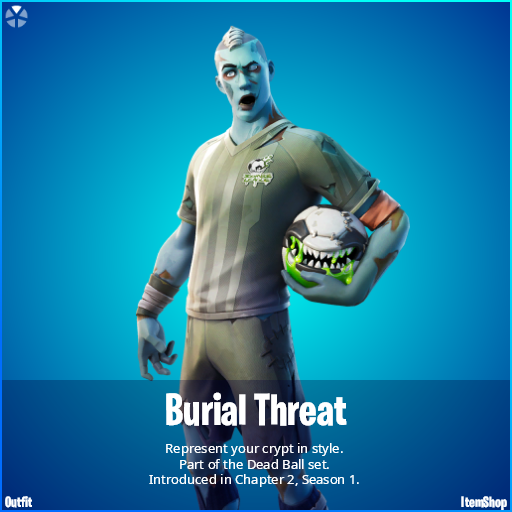 Burial Threat
Represent your crypt in style.
Part of the Dead Ball set.
Introduced in Chapter 2, Season 1.
Outfit
ItemShop